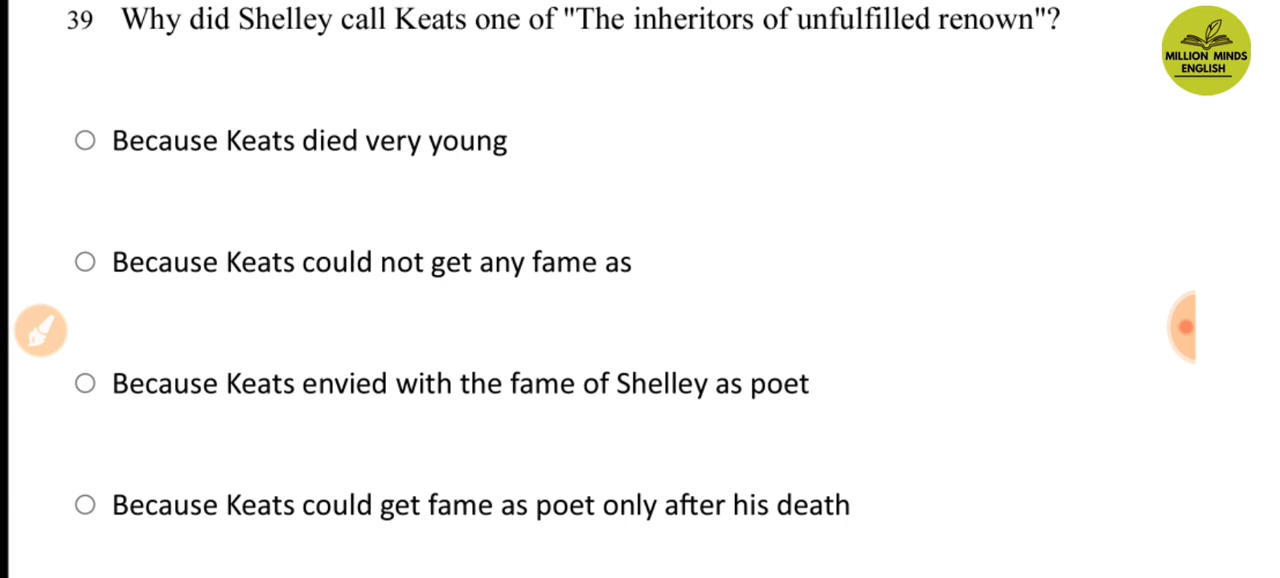 39 Why did Shelley call Keats one of "The inheritors of unfulfilled renown"?
MILLION MINDS
ENGLISH
Because Keats died very young
Because Keats could not get any fame as
Because Keats envied with the fame of Shelley as poet
Because Keats could get fame as poet only after his death